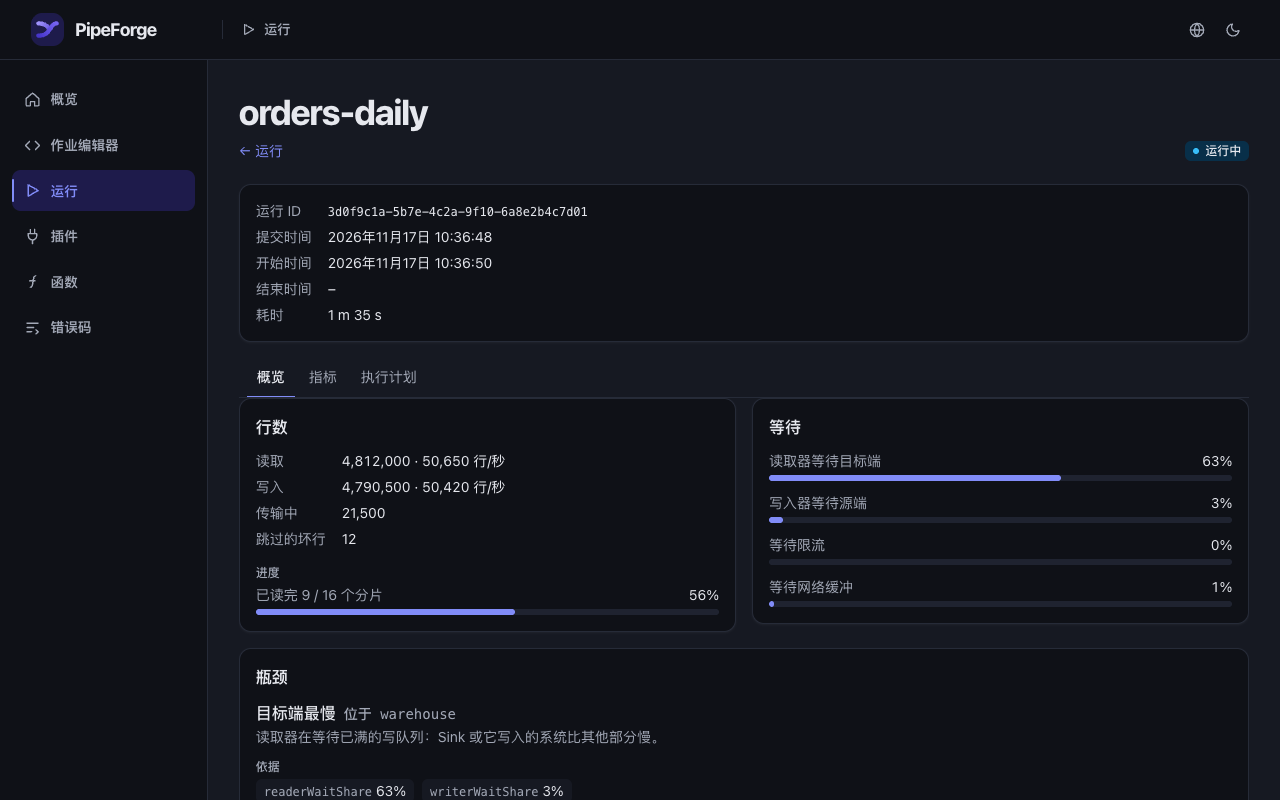 PipeForge
运行
概览
作业编辑器
运行
插件
函数
错误码
orders-daily
← 运行
运行中
运行 ID 3d0f9c1a-5b7e-4c2a-9f10-6a8e2b4c7d01
提交时间 2026年11月17日 10:36:48
开始时间 2026年11月17日 10:36:50
结束时间 –
耗时 1 m 35 s
概览 指标 执行计划
行数
读取 4,812,000 · 50,650 行/秒
写入 4,790,500 · 50,420 行/秒
传输中 21,500
跳过的坏行 12
进度
已读完 9 / 16 个分片 56%
等待
读取器等待目标端 63%
写入器等待源端 3%
等待限流 0%
等待网络缓冲 1%
瓶颈
目标端最慢 位于 warehouse
读取器在等待已满的写队列：Sink 或它写入的系统比其他部分慢。
依据
readerWaitShare 63% writerWaitShare 3%